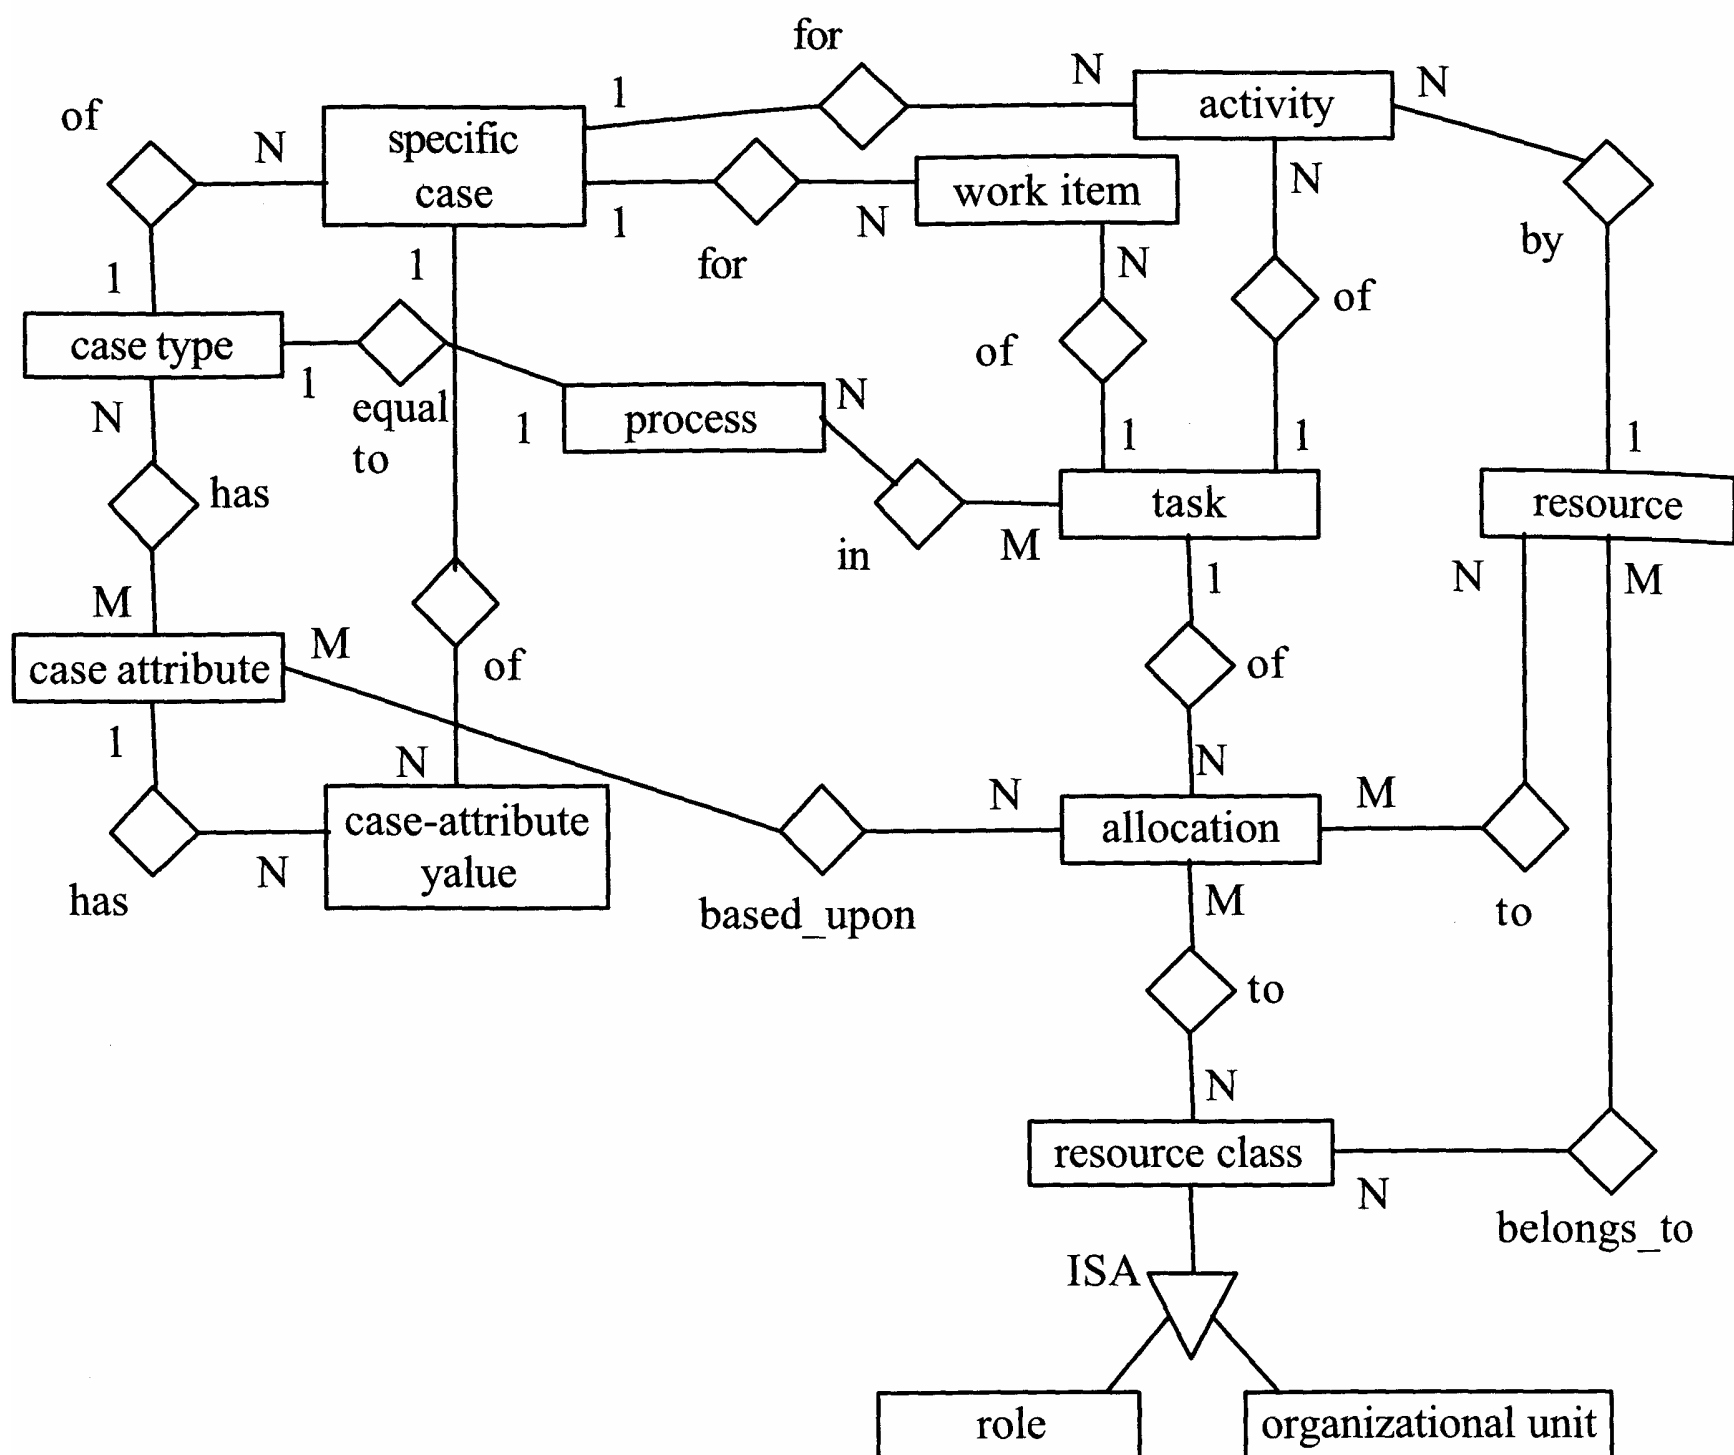 for
1
N
activity
N
of
N
specific
case
1
N
for
work item
N
N
by
1
1
N
of
of
case type
1
equal
to
1
process
N
1
1
1
N
has
in
M
task
resource
M
case attribute
M
of
1
of
N
M
1
N
N
N
M
has
N
case-attribute
yalue
based_upon
allocation
M
to
to
N
resource class
N
belongs_to
ISA
role
organizational unit